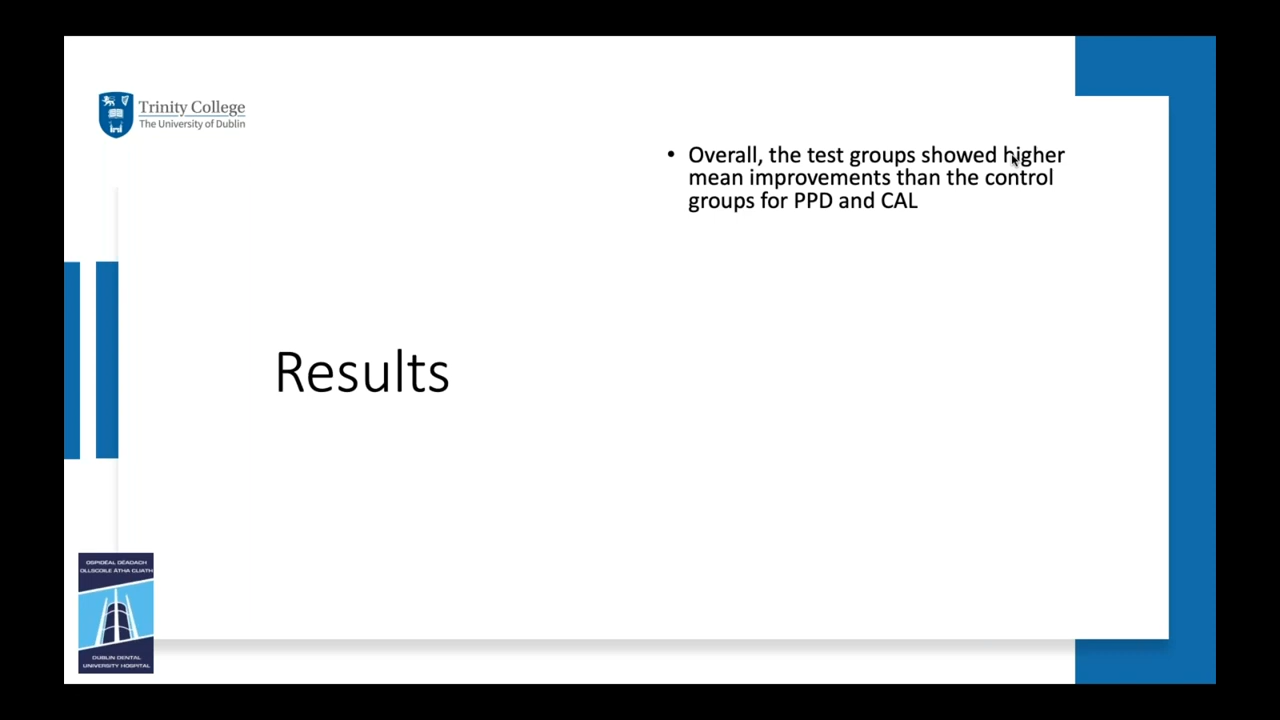 Trinity College
The University of Dublin
• Overall, the test groups showed higher
mean improvements than the control
groups for PPD and CAL
Results
OSPIDÉAL DÉADACH
OLLSCOILE ÁTHA CLIATH
DUBLIN DENTAL
UNIVERSITY HOSPITAL